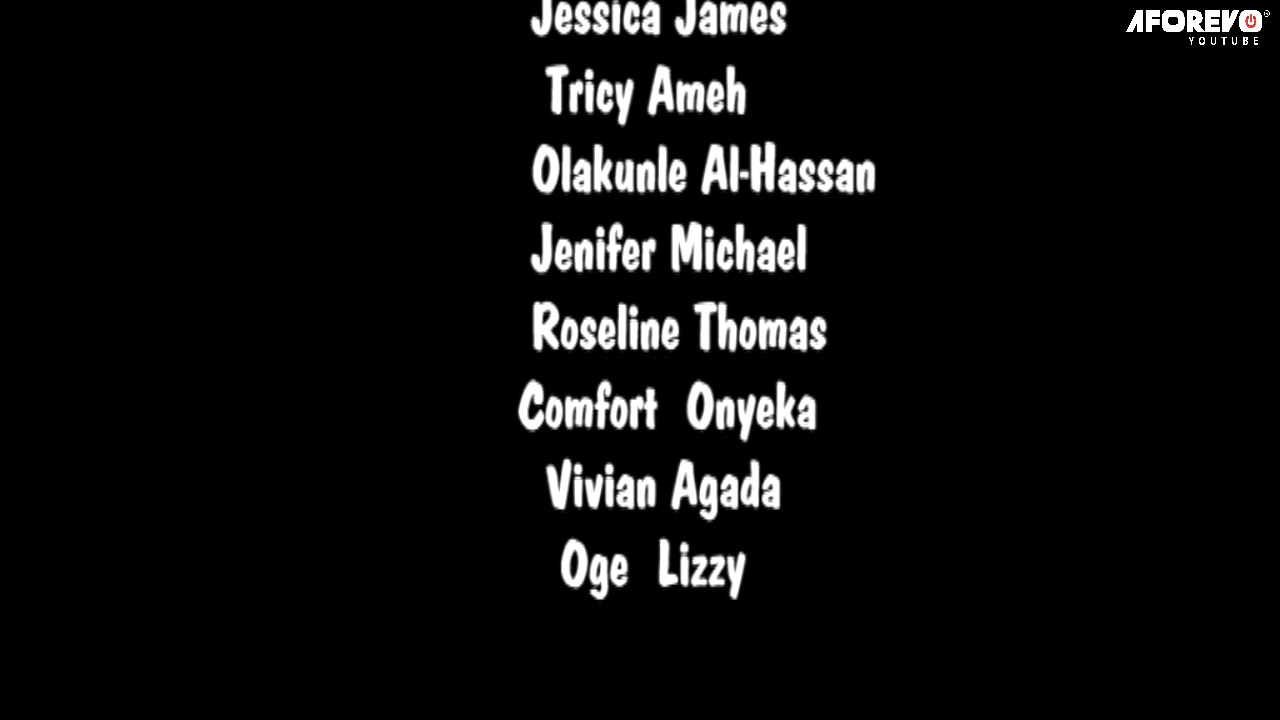 Jessica James
AFOREVO
YOUTUBE
Tricy Ameh
Olakunle Al-Hassan
Jenifer Michael
Roseline Thomas
Comfort Onyeka
Vivian Agada
Oge Lizzy